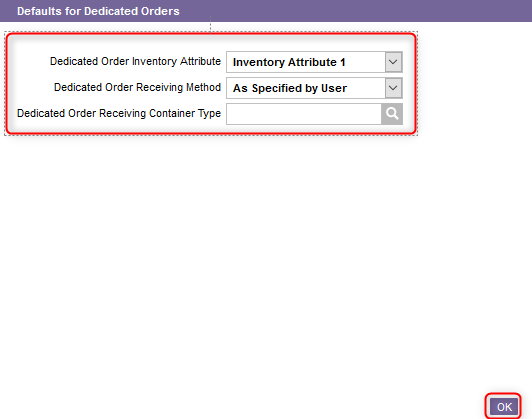 Defaults for Dedicated Orders
Dedicated Order Inventory Attribute Inventory Attribute 1
Dedicated Order Receiving Method As Specified by User
Dedicated Order Receiving Container Type
OK